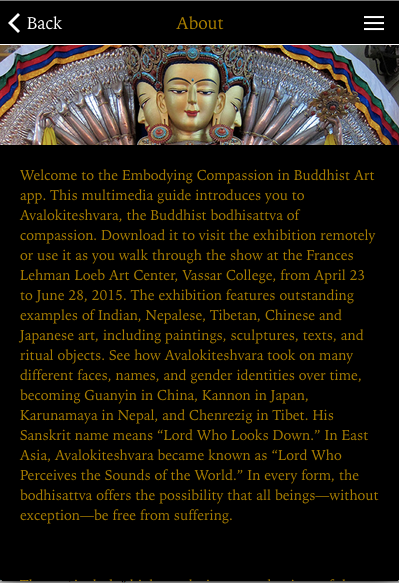 Back
About
Welcome to the Embodying Compassion in Buddhist Art
app. This multimedia guide introduces you to
Avalokiteshvara, the Buddhist bodhisattva of
compassion. Download it to visit the exhibition remotely
or use it as you walk through the show at the Frances
Lehman Loeb Art Center, Vassar College, from April 23
to June 28, 2015. The exhibition features outstanding
examples of Indian, Nepalese, Tibetan, Chinese and
Japanese art, including paintings, sculptures, texts, and
ritual objects. See how Avalokiteshvara took on many
different faces, names, and gender identities over time,
becoming Guanyin in China, Kannon in Japan,
Karunamaya in Nepal, and Chenrezig in Tibet. His
Sanskrit name means “Lord Who Looks Down.” In East
Asia, Avalokiteshvara became known as “Lord Who
Perceives the Sounds of the World.” In every form, the
bodhisattva offers the possibility that all beings—without
exception—be free from suffering.